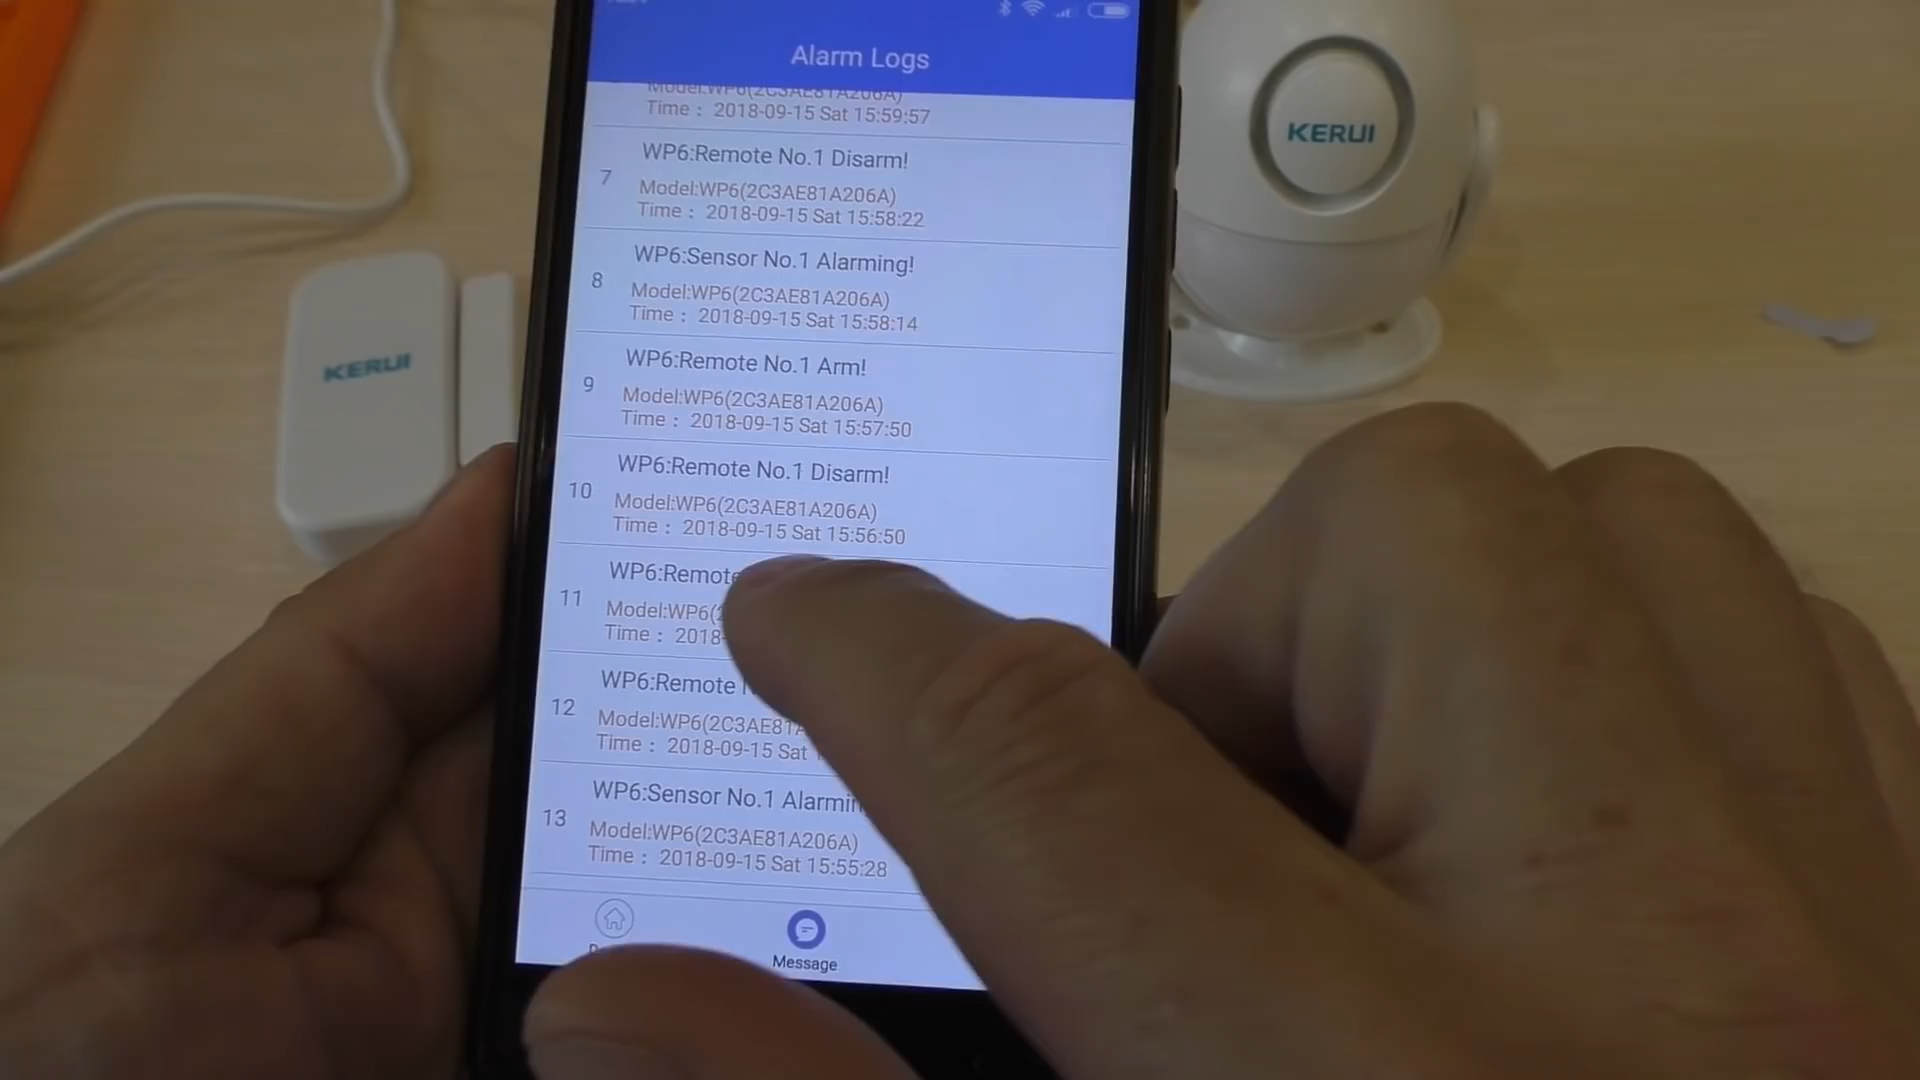 Alarm Logs
Model:WP6(2C3AE81A206A)
Time : 2018-09-15 Sat 15:59:57
WP6:Remote No.1 Disarm!
7
Model:WP6(2C3AE81A206A)
Time : 2018-09-15 Sat 15:58:22
WP6:Sensor No.1 Alarming!
8
Model:WP6(2C3AE81A206A)
Time : 2018-09-15 Sat 15:58:14
WP6:Remote No.1 Arm!
9
Model:WP6(2C3AE81A206A)
Time : 2018-09-15 Sat 15:57:50
WP6:Remote No.1 Disarm!
10
Model:WP6(2C3AE81A206A)
Time : 2018-09-15 Sat 15:56:50
WP6:Remote
11
Model:WP6(
Time : 2018-
WP6:Remote
12
Model:WP6(2C3AE81A
Time : 2018-09-15 Sat
WP6:Sensor No.1 Alarmin
13
Model:WP6(2C3AE81A206A)
Time : 2018-09-15 Sat 15:55:28
Message
KERUI
KERUI